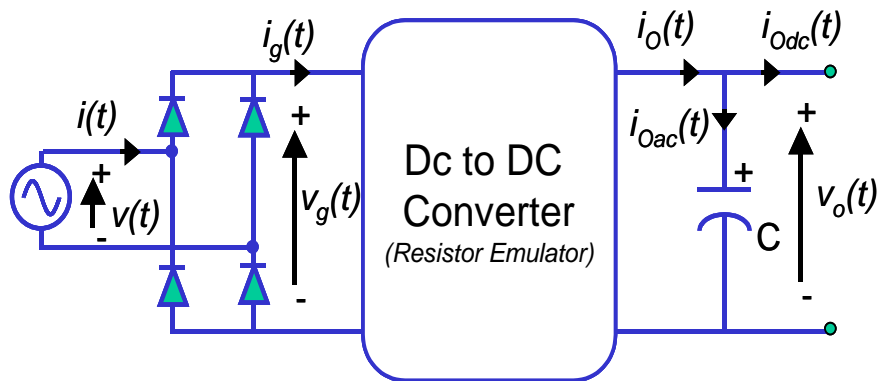 i(t)
+
v(t)
-
i_g(t)
+
v_g(t)
-
Dc to DC
Converter
(Resistor Emulator)
i_O(t)
i_Odc(t)
i_Oac(t)
+
C
+
v_o(t)
-